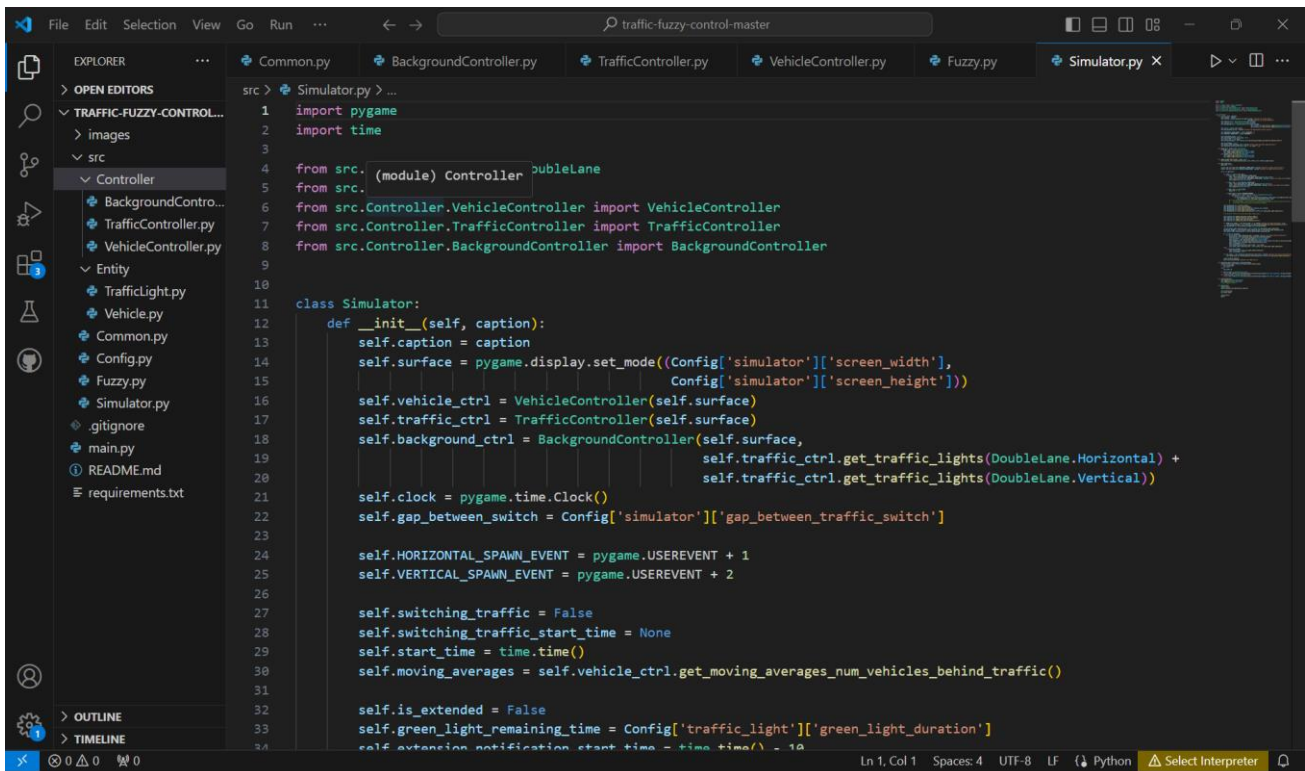 File Edit Selection View Go Run ··· ← → traffic-fuzzy-control-master
EXPLORER ···
OPEN EDITORS
TRAFFIC-FUZZY-CONTROL...
images
src
Controller
BackgroundContro...
TrafficController.py
VehicleController.py
Entity
TrafficLight.py
Vehicle.py
Common.py
Config.py
Fuzzy.py
Simulator.py
.gitignore
main.py
README.md
requirements.txt
OUTLINE
TIMELINE
3
1
Common.py BackgroundController.py TrafficController.py VehicleController.py Fuzzy.py Simulator.py
src > Simulator.py > ...
1 import pygame
2 import time
3
4 from src. oubleLane
(module) Controller
5 from src.
6 from src.Controller.VehicleController import VehicleController
7 from src.Controller.TrafficController import TrafficController
8 from src.Controller.BackgroundController import BackgroundController
9
10
11 class Simulator:
12 def __init__(self, caption):
13 self.caption = caption
14 self.surface = pygame.display.set_mode((Config['simulator']['screen_width'],
15 Config['simulator']['screen_height']))
16 self.vehicle_ctrl = VehicleController(self.surface)
17 self.traffic_ctrl = TrafficController(self.surface)
18 self.background_ctrl = BackgroundController(self.surface,
19 self.traffic_ctrl.get_traffic_lights(DoubleLane.Horizontal) +
20 self.traffic_ctrl.get_traffic_lights(DoubleLane.Vertical))
21 self.clock = pygame.time.Clock()
22 self.gap_between_switch = Config['simulator']['gap_between_traffic_switch']
23
24 self.HORIZONTAL_SPAWN_EVENT = pygame.USEREVENT + 1
25 self.VERTICAL_SPAWN_EVENT = pygame.USEREVENT + 2
26
27 self.switching_traffic = False
28 self.switching_traffic_start_time = None
29 self.start_time = time.time()
30 self.moving_averages = self.vehicle_ctrl.get_moving_averages_num_vehicles_behind_traffic()
31
32 self.is_extended = False
33 self.green_light_remaining_time = Config['traffic_light']['green_light_duration']
34 self.extension_notification_start_time = time.time() - 10
0 0 0 Ln 1, Col 1 Spaces: 4 UTF-8 LF Python Select Interpreter